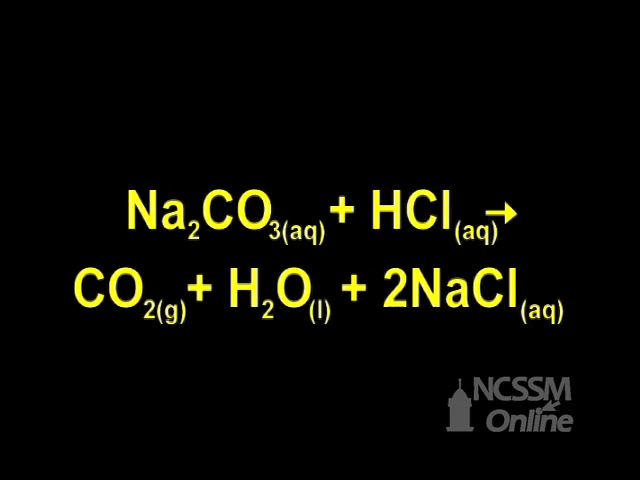 Na₂CO₃(aq) + HCl(aq)→
CO₂(g) + H₂O(l) + 2NaCl(aq)
NCSSM
Online